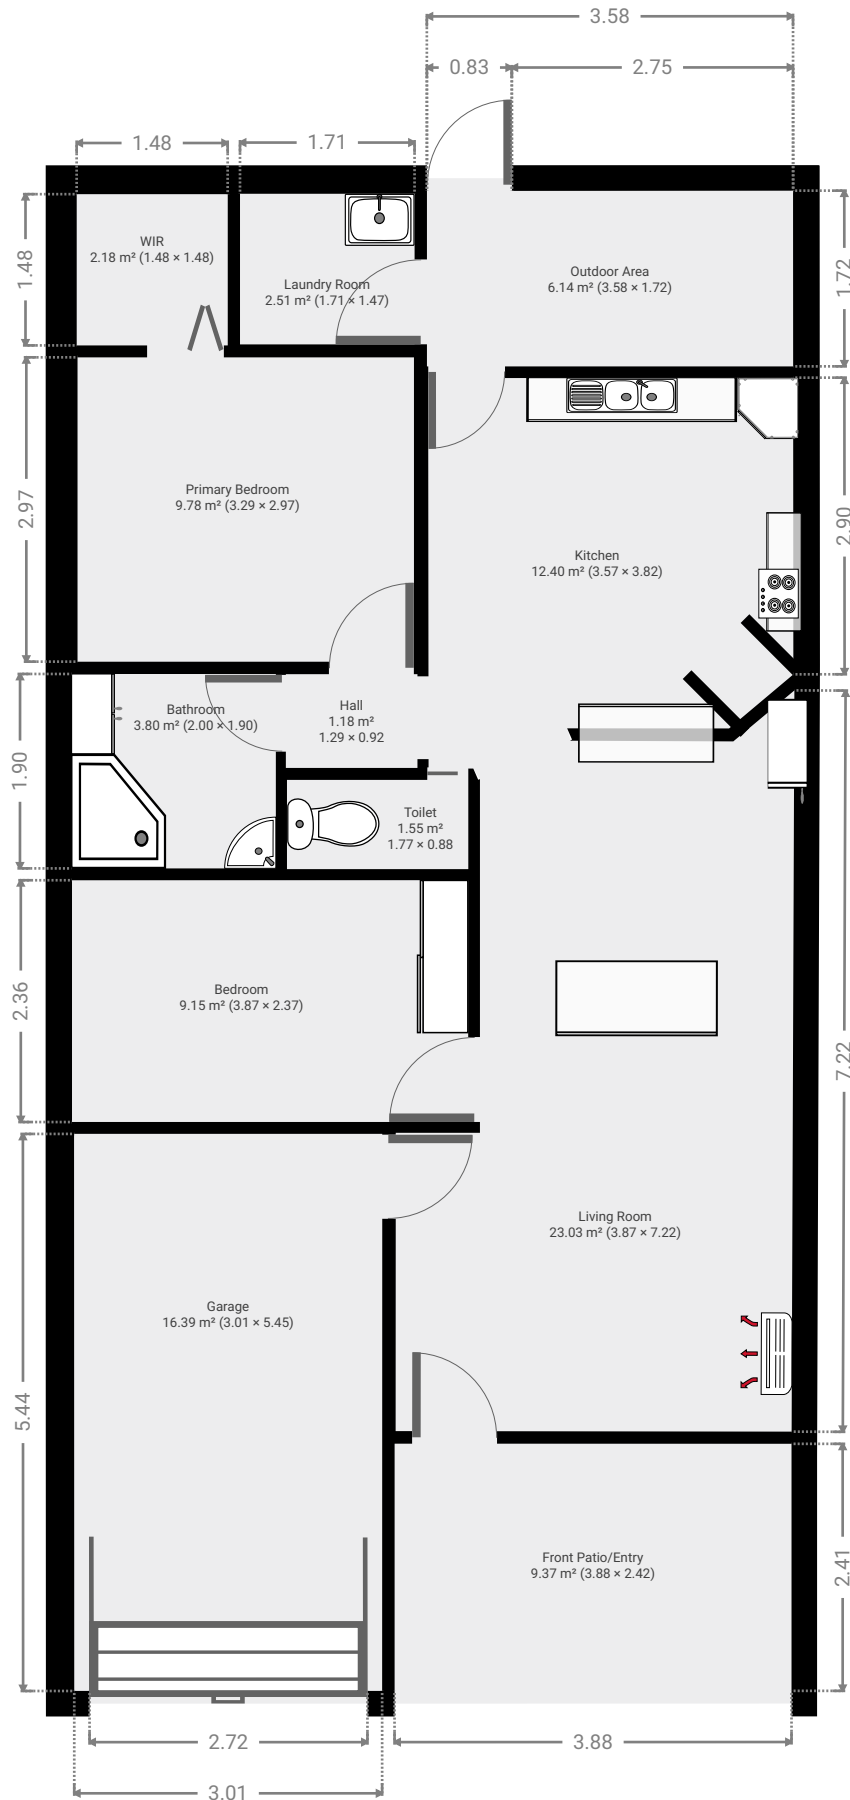 3.58
0.83
2.75
1.48
1.71
WIR
2.18 m² (1.48 × 1.48)
Laundry Room
2.51 m² (1.71 × 1.47)
Outdoor Area
6.14 m² (3.58 × 1.72)
1.48
1.72
Primary Bedroom
9.78 m² (3.29 × 2.97)
2.97
Kitchen
12.40 m² (3.57 × 3.82)
2.90
Bathroom
3.80 m² (2.00 × 1.90)
Hall
1.18 m²
1.29 × 0.92
1.90
Toilet
1.55 m²
1.77 × 0.88
Bedroom
9.15 m² (3.87 × 2.37)
2.36
7.22
Living Room
23.03 m² (3.87 × 7.22)
Garage
16.39 m² (3.01 × 5.45)
5.44
Front Patio/Entry
9.37 m² (3.88 × 2.42)
2.41
2.72
3.88
3.01